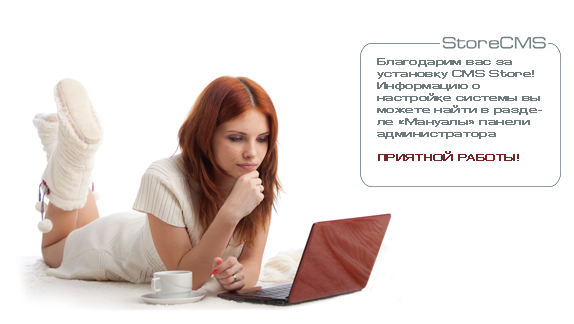 StoreCMS
Благодарим вас за
установку CMS Store!
Информацию о
настройке системы вы
можете найти в разде-
ле «Мануалы» панели
администратора
ПРИЯТНОЙ РАБОТЫ!